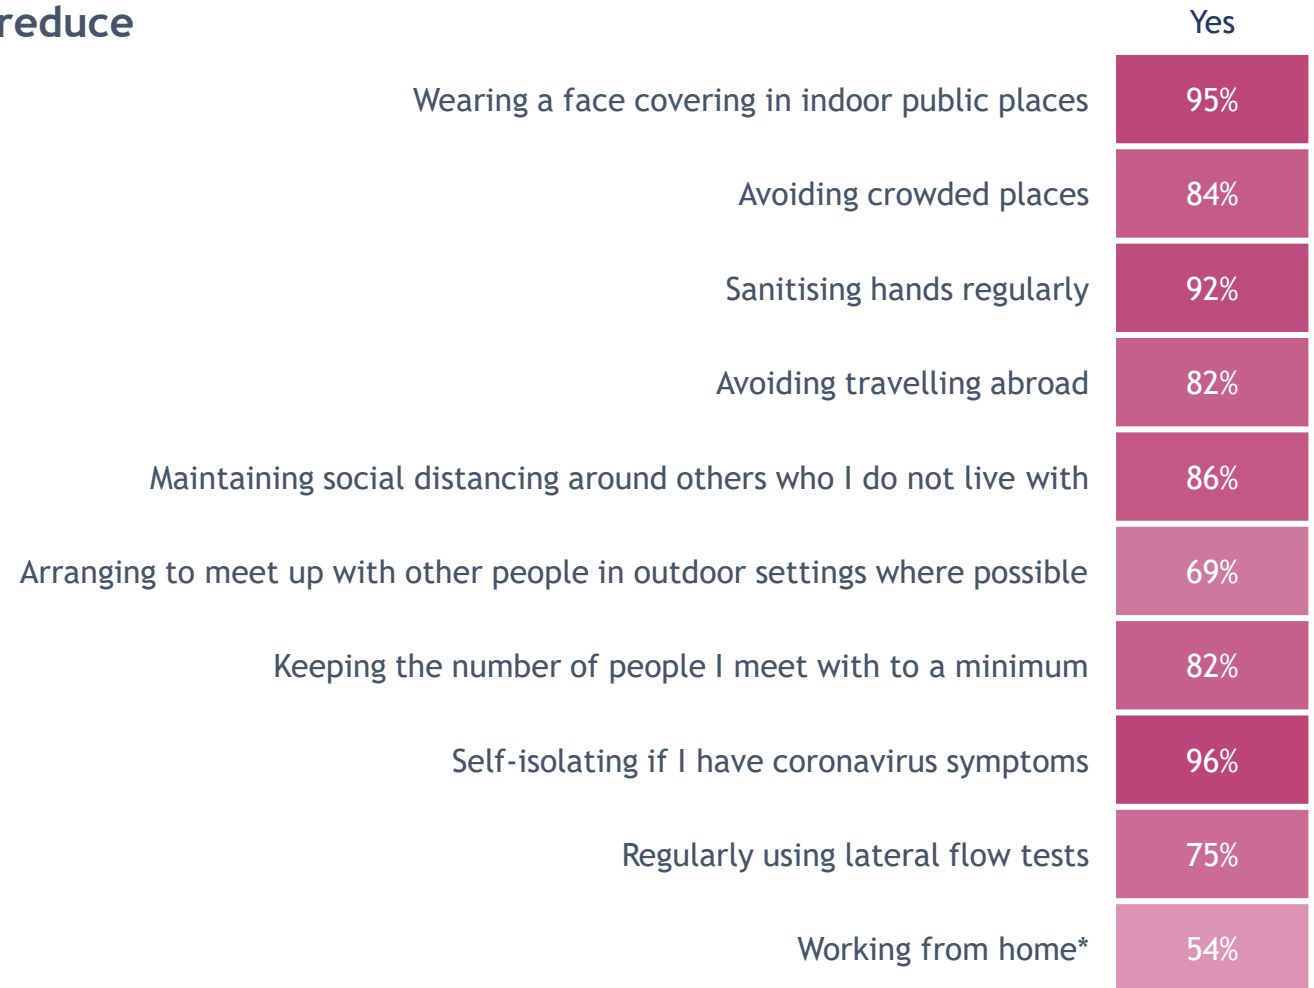 reduce
Yes
Wearing a face covering in indoor public places 95%
Avoiding crowded places 84%
Sanitising hands regularly 92%
Avoiding travelling abroad 82%
Maintaining social distancing around others who I do not live with 86%
Arranging to meet up with other people in outdoor settings where possible 69%
Keeping the number of people I meet with to a minimum 82%
Self-isolating if I have coronavirus symptoms 96%
Regularly using lateral flow tests 75%
Working from home* 54%